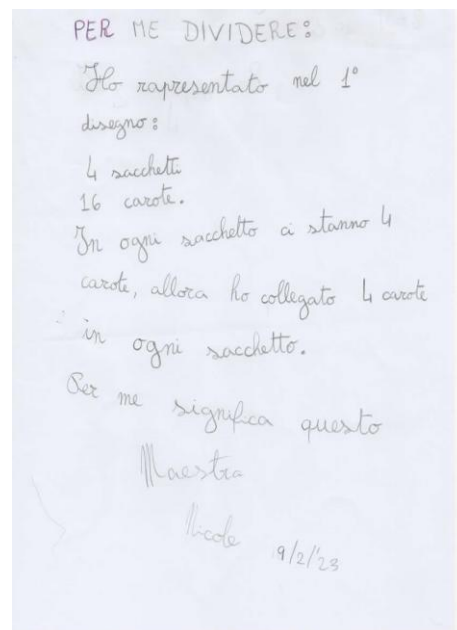 PER ME DIVIDERE:
Ho rapresentato nel 1°
disegno:
4 sacchetti
16 carote.
In ogni sacchetto ci stanno 4
carote, allora ho collegato 4 carote
in ogni sacchetto.
Per me significa questo
Maestra
Nicole 9/2/'23